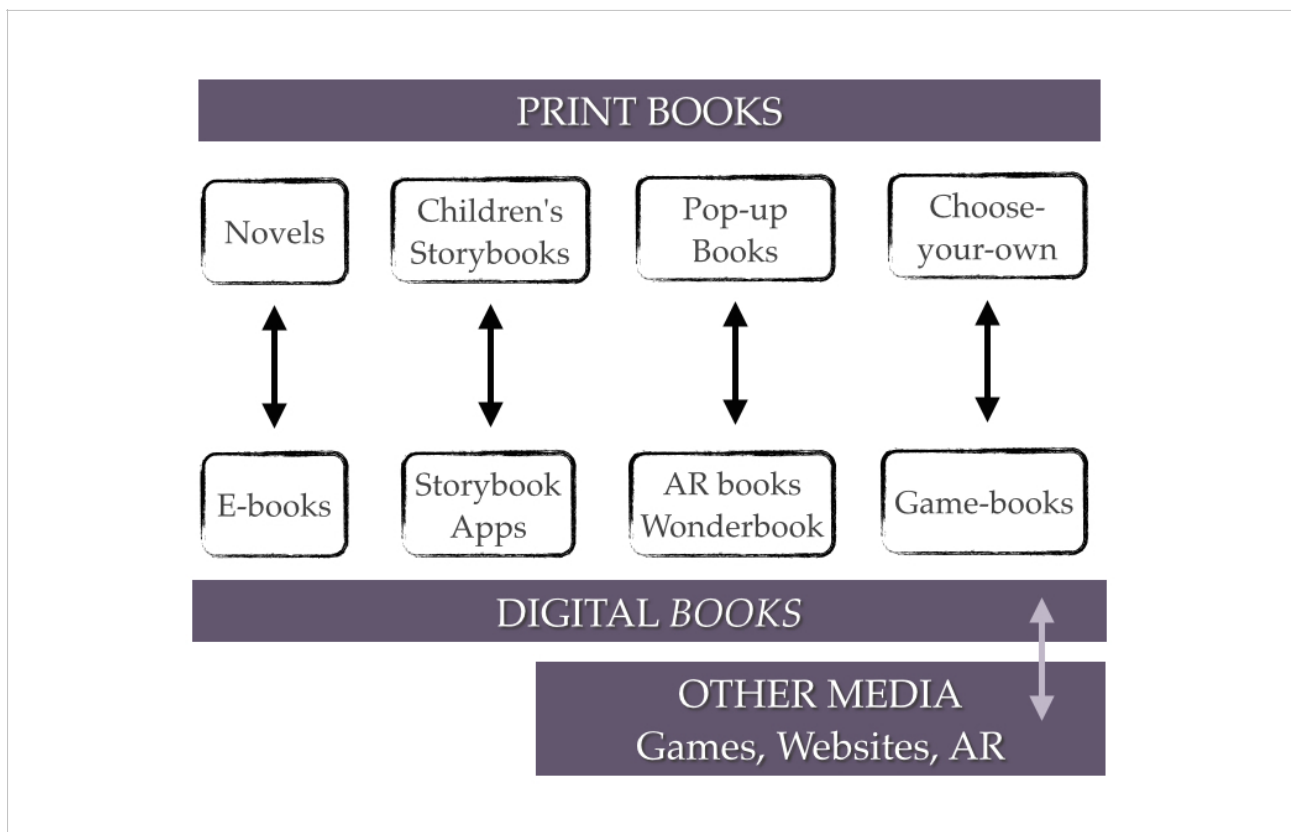 PRINT BOOKS
Novels
Children's
Storybooks
Pop-up
Books
Choose-
your-own
E-books
Storybook
Apps
AR books
Wonderbook
Game-books
DIGITAL BOOKS
OTHER MEDIA
Games, Websites, AR